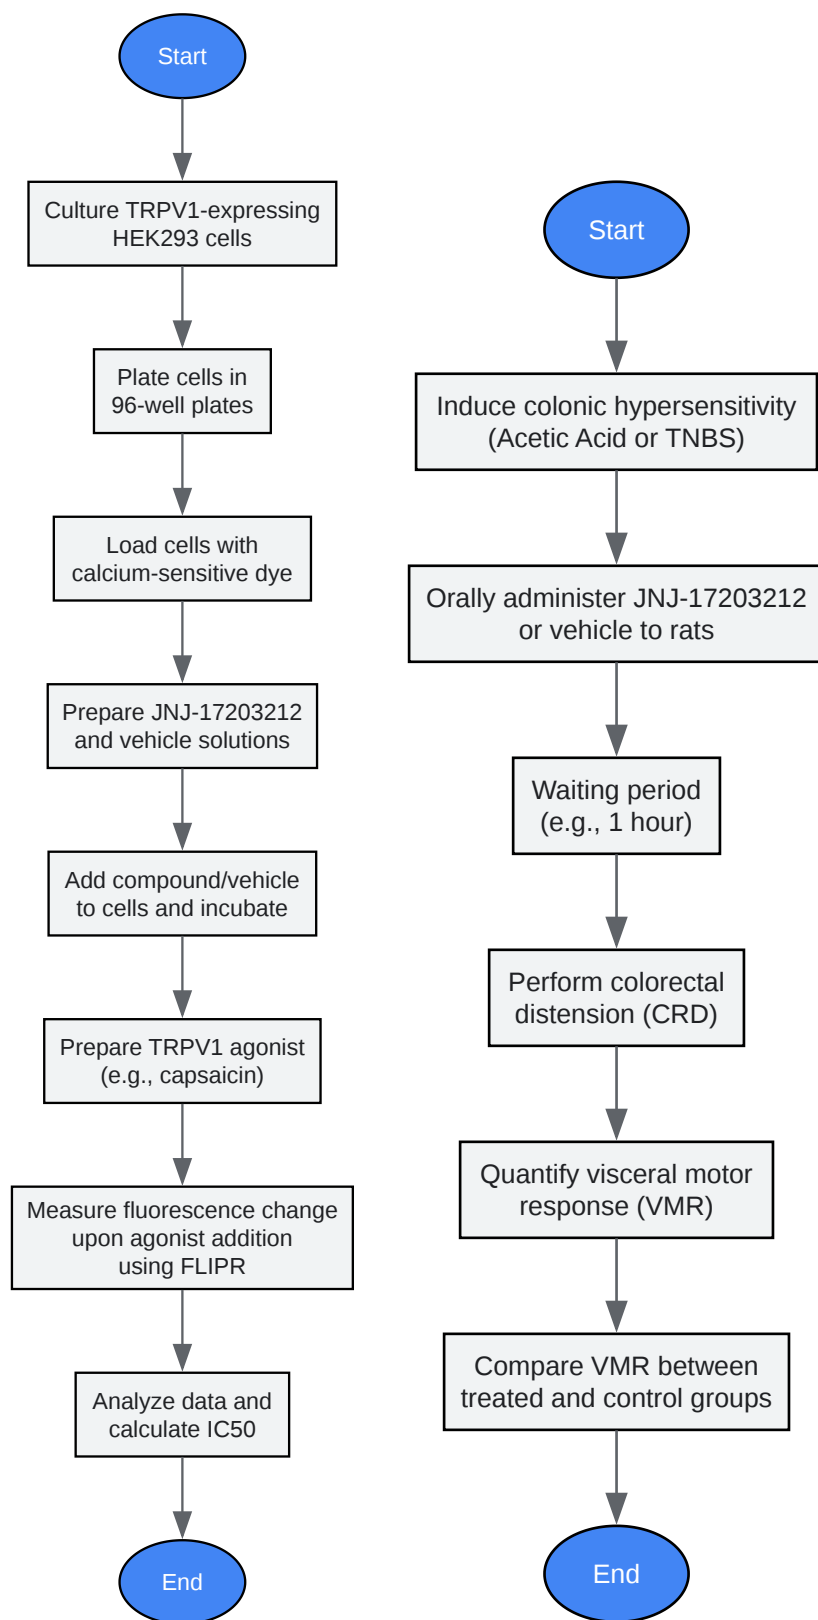 Start
Culture TRPV1-expressing
HEK293 cells
Plate cells in
96-well plates
Load cells with
calcium-sensitive dye
Prepare JNJ-17203212
and vehicle solutions
Add compound/vehicle
to cells and incubate
Prepare TRPV1 agonist
(e.g., capsaicin)
Measure fluorescence change
upon agonist addition
using FLIPR
Analyze data and
calculate IC50
End
Start
Induce colonic hypersensitivity
(Acetic Acid or TNBS)
Orally administer JNJ-17203212
or vehicle to rats
Waiting period
(e.g., 1 hour)
Perform colorectal
distension (CRD)
Quantify visceral motor
response (VMR)
Compare VMR between
treated and control groups
End